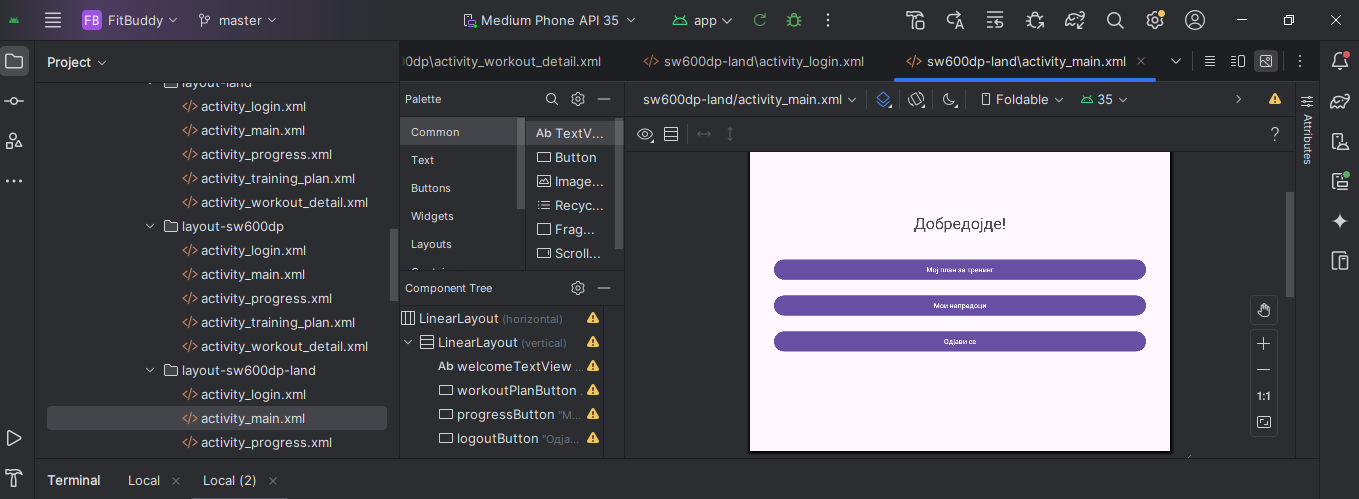 FB FitBuddy master Medium Phone API 35 app
Project
layout-land
activity_login.xml
activity_main.xml
activity_progress.xml
activity_training_plan.xml
activity_workout_detail.xml
layout-sw600dp
activity_login.xml
activity_main.xml
activity_progress.xml
activity_training_plan.xml
activity_workout_detail.xml
layout-sw600dp-land
activity_login.xml
activity_main.xml
activity_progress.xml
00dp\activity_workout_detail.xml sw600dp-land\activity_login.xml sw600dp-land\activity_main.xml
Palette
Common
Text
Buttons
Widgets
Layouts
Ab TextV...
Button
Image...
Recyc...
Frag...
Scroll...
Component Tree
LinearLayout (horizontal)
LinearLayout (vertical)
Ab welcomeTextView ...
workoutPlanButton
progressButton "М...
logoutButton "Одја...
sw600dp-land/activity_main.xml Foldable 35
?
Добредојде!
Мој план за тренинг
Мои напредоци
Одјави се
1:1
Attributes
Terminal Local Local (2)